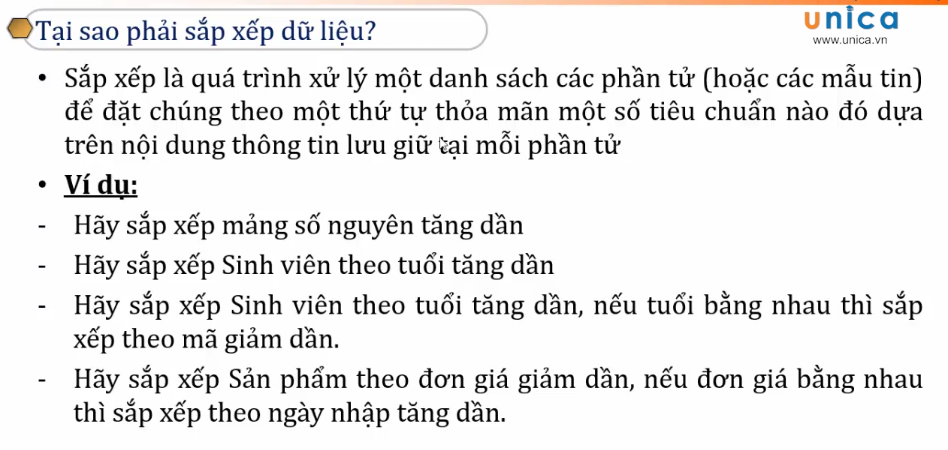 Tại sao phải sắp xếp dữ liệu?
unica
www.unica.vn
• Sắp xếp là quá trình xử lý một danh sách các phần tử (hoặc các mẫu tin)
để đặt chúng theo một thứ tự thỏa mãn một số tiêu chuẩn nào đó dựa
trên nội dung thông tin lưu giữ tại mỗi phần tử
• Ví dụ:
- Hãy sắp xếp mảng số nguyên tăng dần
- Hãy sắp xếp Sinh viên theo tuổi tăng dần
- Hãy sắp xếp Sinh viên theo tuổi tăng dần, nếu tuổi bằng nhau thì sắp
xếp theo mã giảm dần.
- Hãy sắp xếp Sản phẩm theo đơn giá giảm dần, nếu đơn giá bằng nhau
thì sắp xếp theo ngày nhập tăng dần.